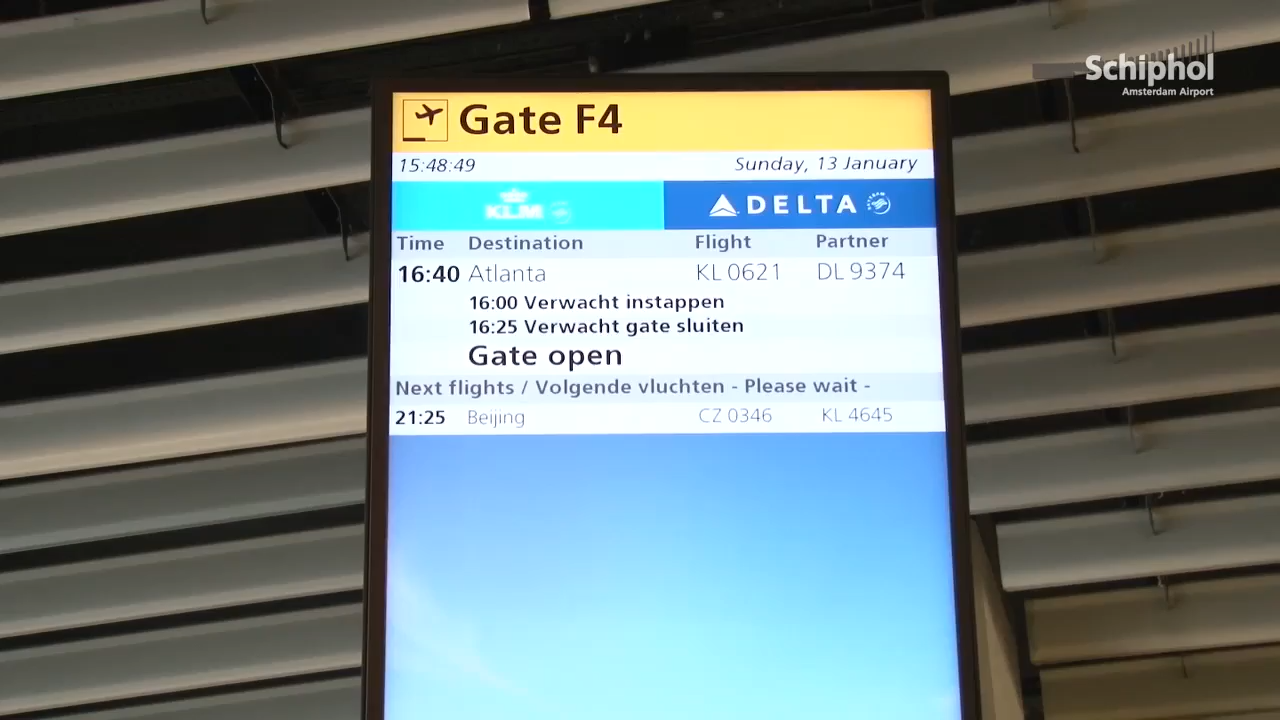 Schiphol
Amsterdam Airport
Gate F4
15:48:49 Sunday, 13 January
KLM DELTA
Time Destination Flight Partner
16:40 Atlanta KL 0621 DL 9374
16:00 Verwacht instappen
16:25 Verwacht gate sluiten
Gate open
Next flights / Volgende vluchten - Please wait -
21:25 Beijing CZ 0346 KL 4645